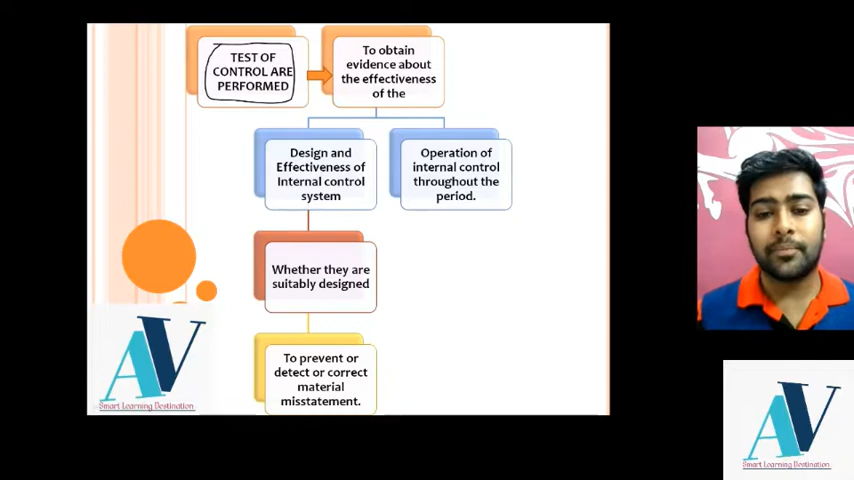 TEST OF
CONTROL ARE
PERFORMED
To obtain
evidence about
the effectiveness
of the
Design and
Effectiveness of
Internal control
system
Operation of
internal control
throughout the
period.
Whether they are
suitably designed
To prevent or
detect or correct
material
misstatement.
AV
Smart Learning Destination
AV
Smart Learning Destination